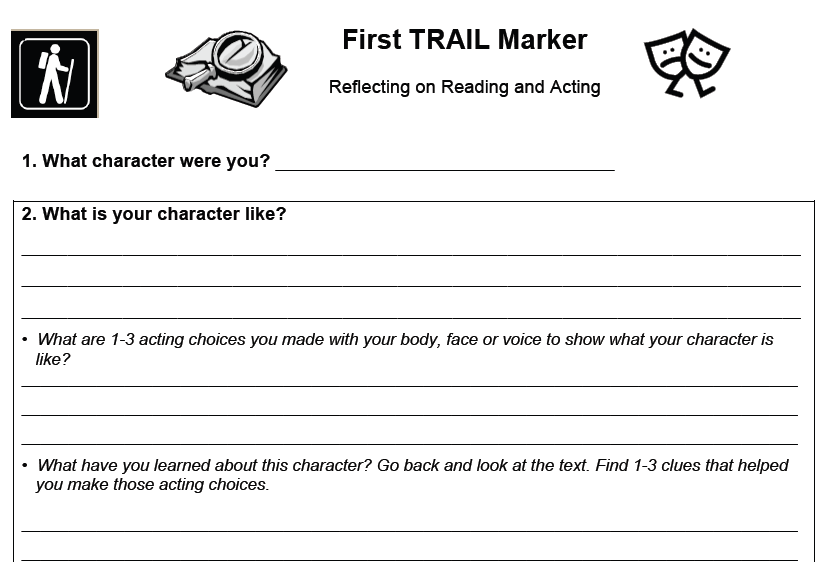 First TRAIL Marker
Reflecting on Reading and Acting
1. What character were you? ___________________________________
2. What is your character like?
• What are 1-3 acting choices you made with your body, face or voice to show what your character is
like?
• What have you learned about this character? Go back and look at the text. Find 1-3 clues that helped
you make those acting choices.